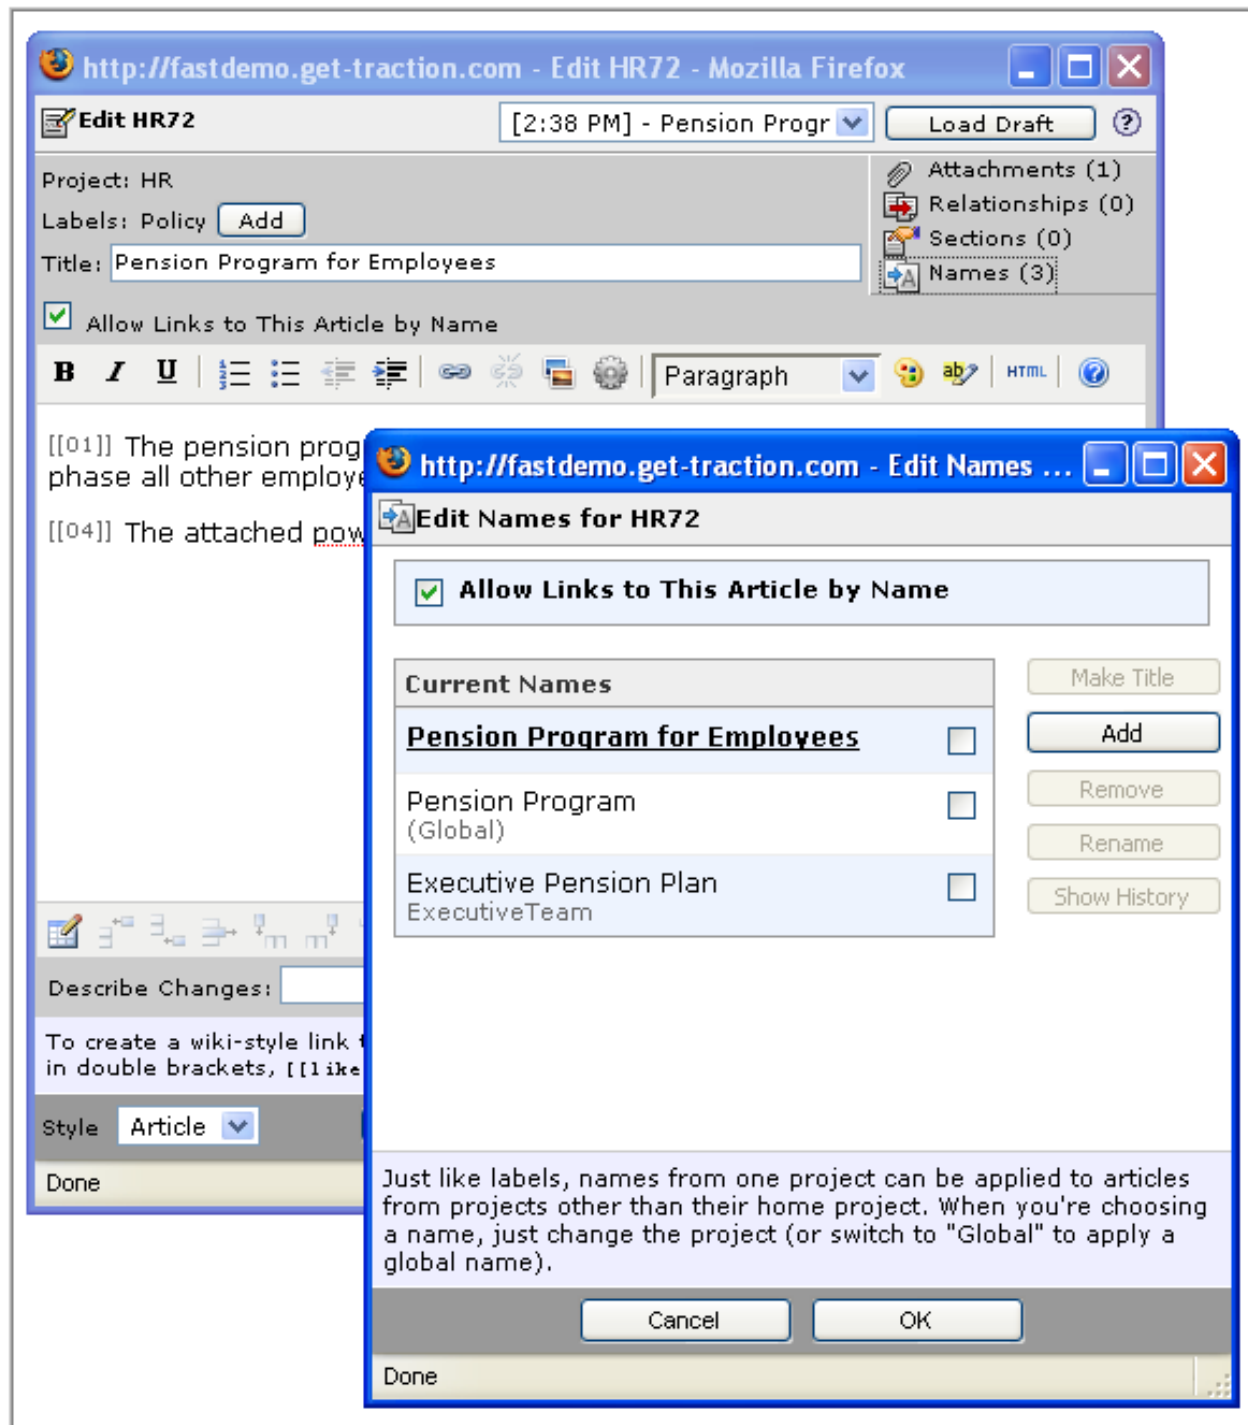 http://fastdemo.get-traction.com - Edit HR72 - Mozilla Firefox
Edit HR72
[2:38 PM] - Pension Progr
Load Draft
Project: HR
Labels: Policy
Add
Title: Pension Program for Employees
Attachments (1)
Relationships (0)
Sections (0)
Names (3)
Allow Links to This Article by Name
B I U
Paragraph
HTML
[[01]] The pension prog
phase all other employe
[[04]] The attached pow
Describe Changes:
To create a wiki-style link
in double brackets, [[like
Style
Article
Done
http://fastdemo.get-traction.com - Edit Names ...
Edit Names for HR72
Allow Links to This Article by Name
Current Names
Pension Program for Employees
Pension Program
(Global)
Executive Pension Plan
ExecutiveTeam
Make Title
Add
Remove
Rename
Show History
Just like labels, names from one project can be applied to articles
from projects other than their home project. When you're choosing
a name, just change the project (or switch to "Global" to apply a
global name).
Cancel
OK
Done